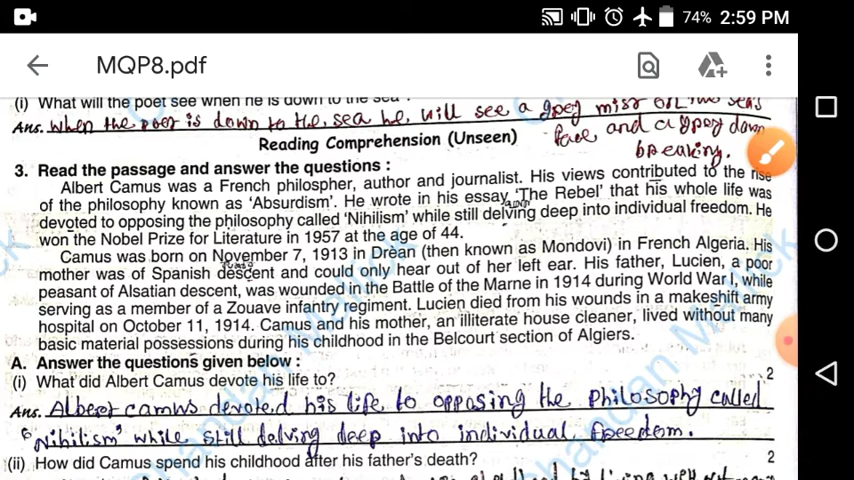 74% 2:59 PM
MQP8.pdf
(i) What will the poet see when he is down to the sea?
Ans. When the poet is down to the sea he will see a grey mist on the sea's
face and a grey dawn
breaking.
Reading Comprehension (Unseen)
3. Read the passage and answer the questions :
Albert Camus was a French philospher, author and journalist. His views contributed to the rise
of the philosophy known as 'Absurdism'. He wrote in his essay 'The Rebel' that his whole life was
devoted to opposing the philosophy called 'Nihilism' while still delving deep into individual freedom. He
won the Nobel Prize for Literature in 1957 at the age of 44.
Camus was born on November 7, 1913 in Drean (then known as Mondovi) in French Algeria. His
mother was of Spanish descent and could only hear out of her left ear. His father, Lucien, a poor
peasant of Alsatian descent, was wounded in the Battle of the Marne in 1914 during World War I, while
serving as a member of a Zouave infantry regiment. Lucien died from his wounds in a makeshift army
hospital on October 11, 1914. Camus and his mother, an illiterate house cleaner, lived without many
basic material possessions during his childhood in the Belcourt section of Algiers.
A. Answer the questions given below :
(i) What did Albert Camus devote his life to? 2
Ans. Albert camus devoted his life to opposing the philosophy called
'Nihilism' while still delving deep into individual freedom.
(ii) How did Camus spend his childhood after his father's death? 2